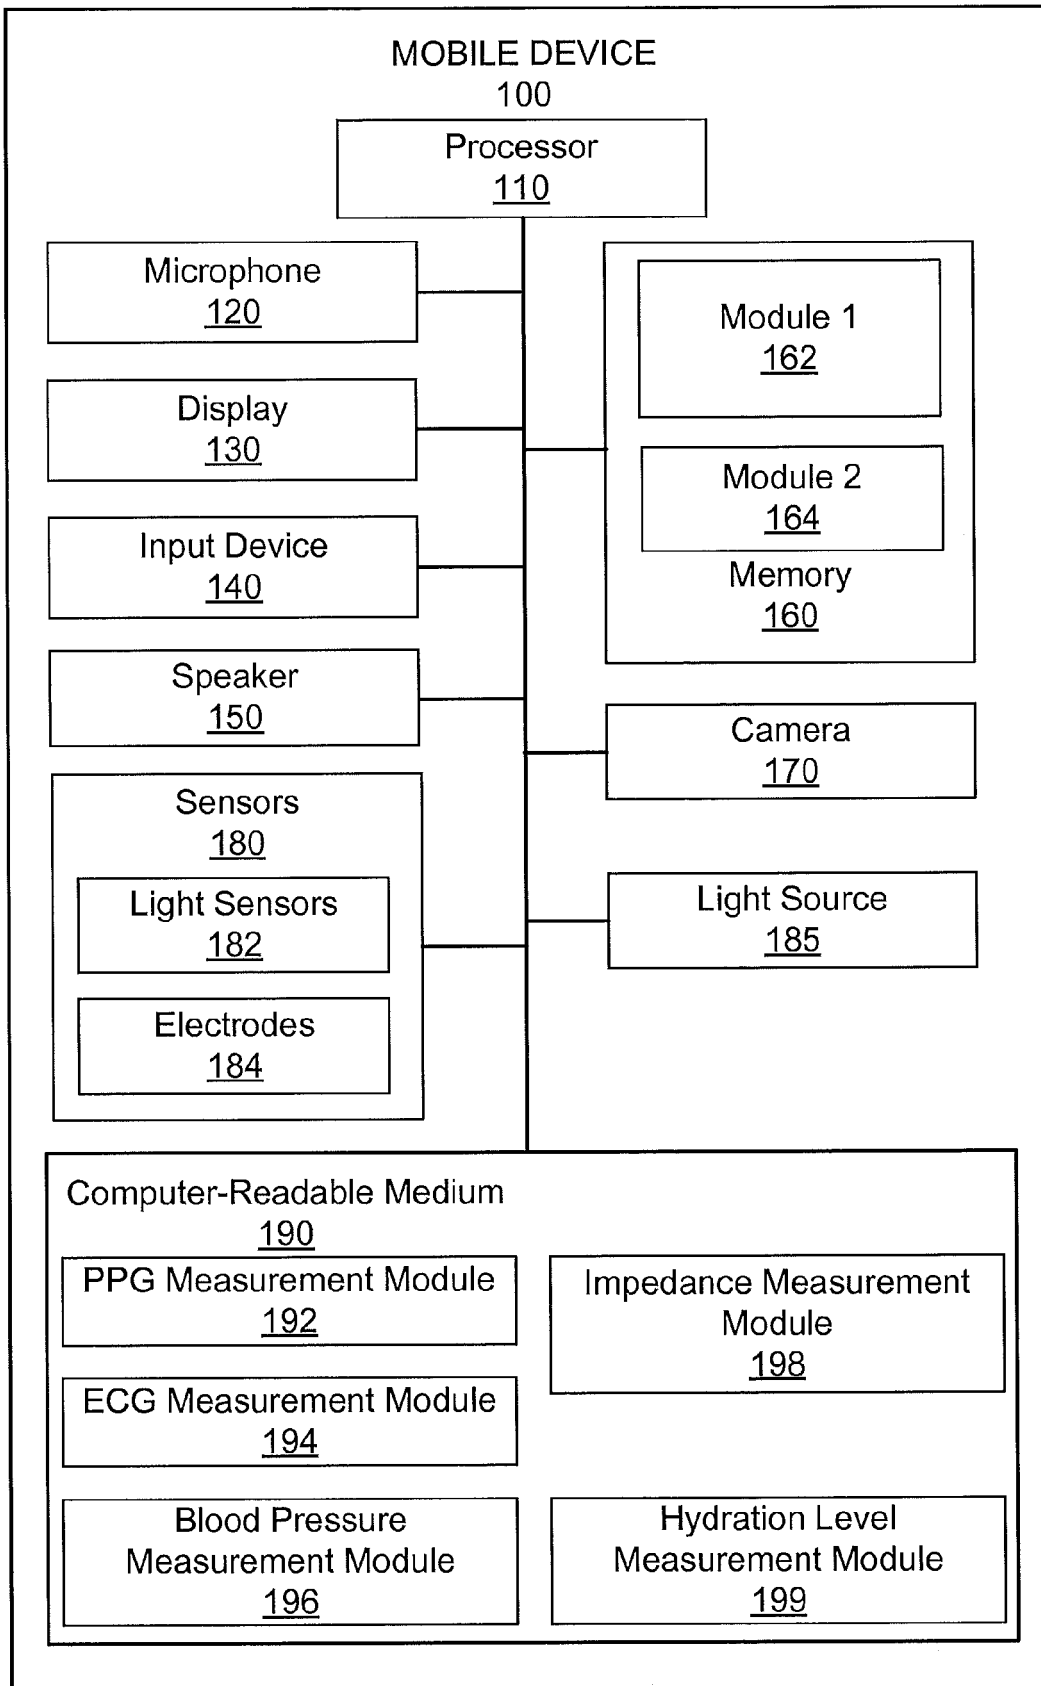 MOBILE DEVICE
100
Processor
110
Microphone
120
Display
130
Input Device
140
Speaker
150
Sensors
180
Light Sensors
182
Electrodes
184
Module 1
162
Module 2
164
Memory
160
Camera
170
Light Source
185
Computer-Readable Medium
190
PPG Measurement Module
192
ECG Measurement Module
194
Blood Pressure
Measurement Module
196
Impedance Measurement
Module
198
Hydration Level
Measurement Module
199